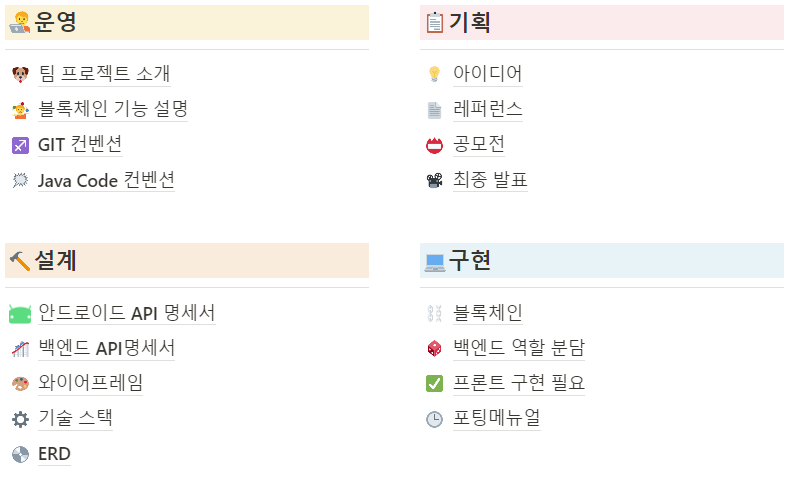 운영
팀 프로젝트 소개
블록체인 기능 설명
GIT 컨벤션
Java Code 컨벤션
기획
아이디어
레퍼런스
공모전
최종 발표
설계
안드로이드 API 명세서
백엔드 API명세서
와이어프레임
기술 스택
ERD
구현
블록체인
백엔드 역할 분담
프론트 구현 필요
포팅메뉴얼